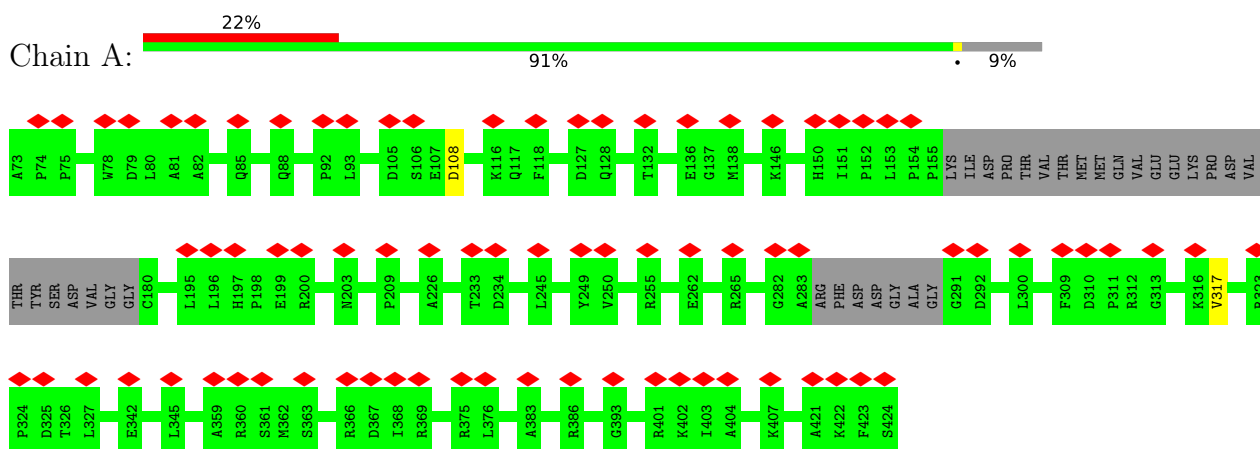 22%
Chain A:
91% • 9%
A73 P74 P75 W78 D79 L80 A81 A82 Q85 Q88 P92 L93 D105 S106 E107 D108 K116 Q117 F118 D127 Q128 T132 E136 G137 M138 K146 H150 I151 P152 L153 P154 P155 LYS ILE ASP PRO THR VAL THR MET MET GLN VAL GLU GLU LYS PRO ASP VAL
THR TYR SER ASP VAL GLY GLY C180 L195 L196 H197 P198 E199 R200 N203 P209 A226 T233 D234 L245 Y249 V250 R255 E262 R265 G282 A283 ARG PHE ASP ASP GLY ALA GLY G291 D292 L300 F309 D310 P311 R312 G313 K316 V317
P324 D325 T326 L327 E342 L345 A359 R360 S361 M362 S363 R366 D367 I368 R369 R375 L376 A383 R386 G393 R401 K402 I403 A404 K407 A421 K422 F423 S424